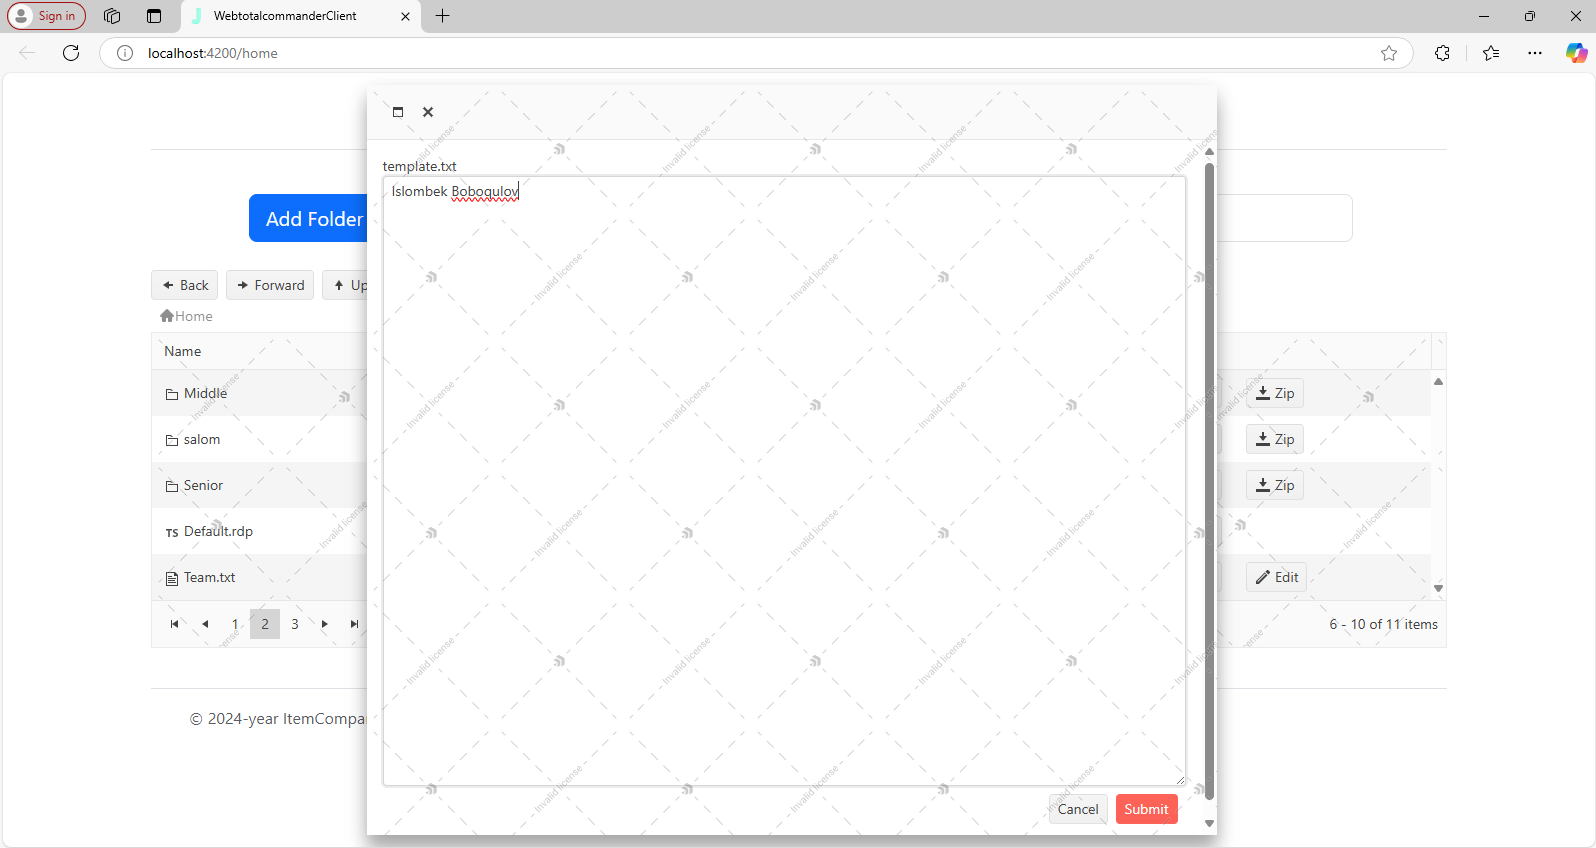 Sign in
WebtotalcommanderClient
localhost:4200/home
template.txt
Islombek Boboqulov
Add Folder
Back
Forward
Up
Home
Name
Middle
Zip
salom
Zip
Senior
Zip
TS Default.rdp
Team.txt
Edit
1
2
3
6 - 10 of 11 items
© 2024-year ItemCompa
Cancel
Submit
Invalid license